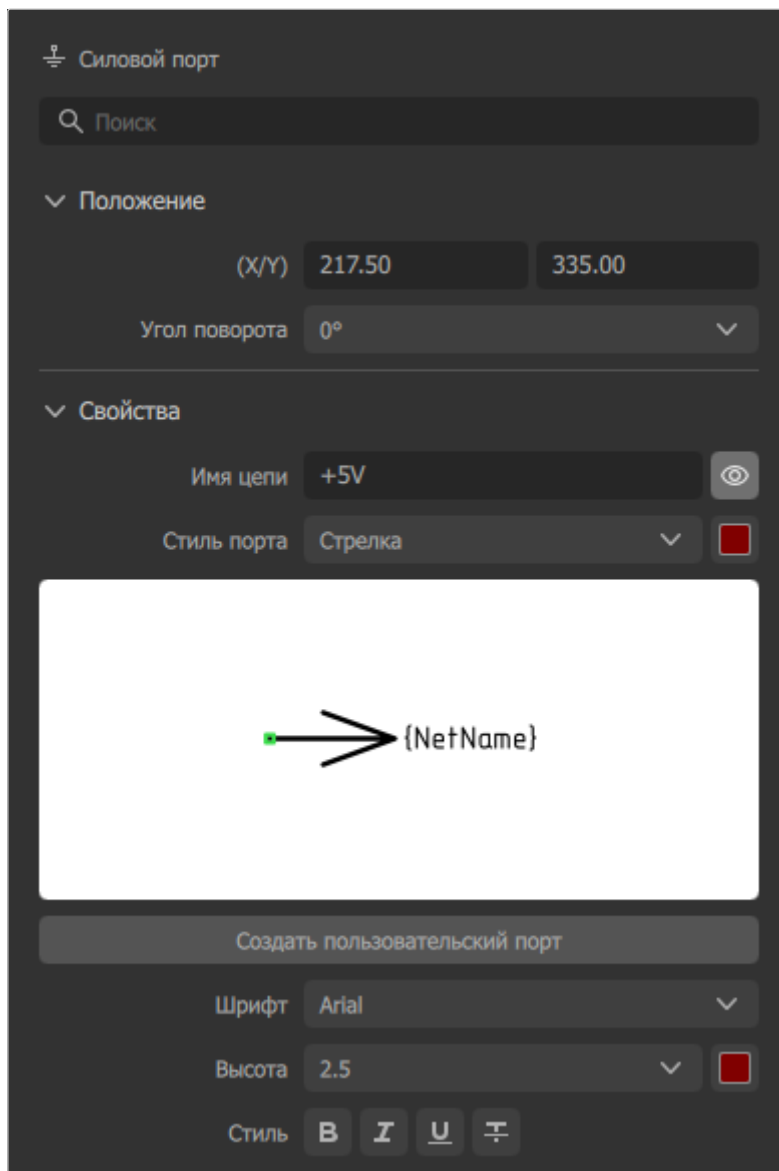 Силовой порт
Поиск
Положение
(X/Y) 217.50 335.00
Угол поворота 0°
Свойства
Имя цепи +5V
Стиль порта Стрелка
{NetName}
Создать пользовательский порт
Шрифт Arial
Высота 2.5
Стиль B I U T